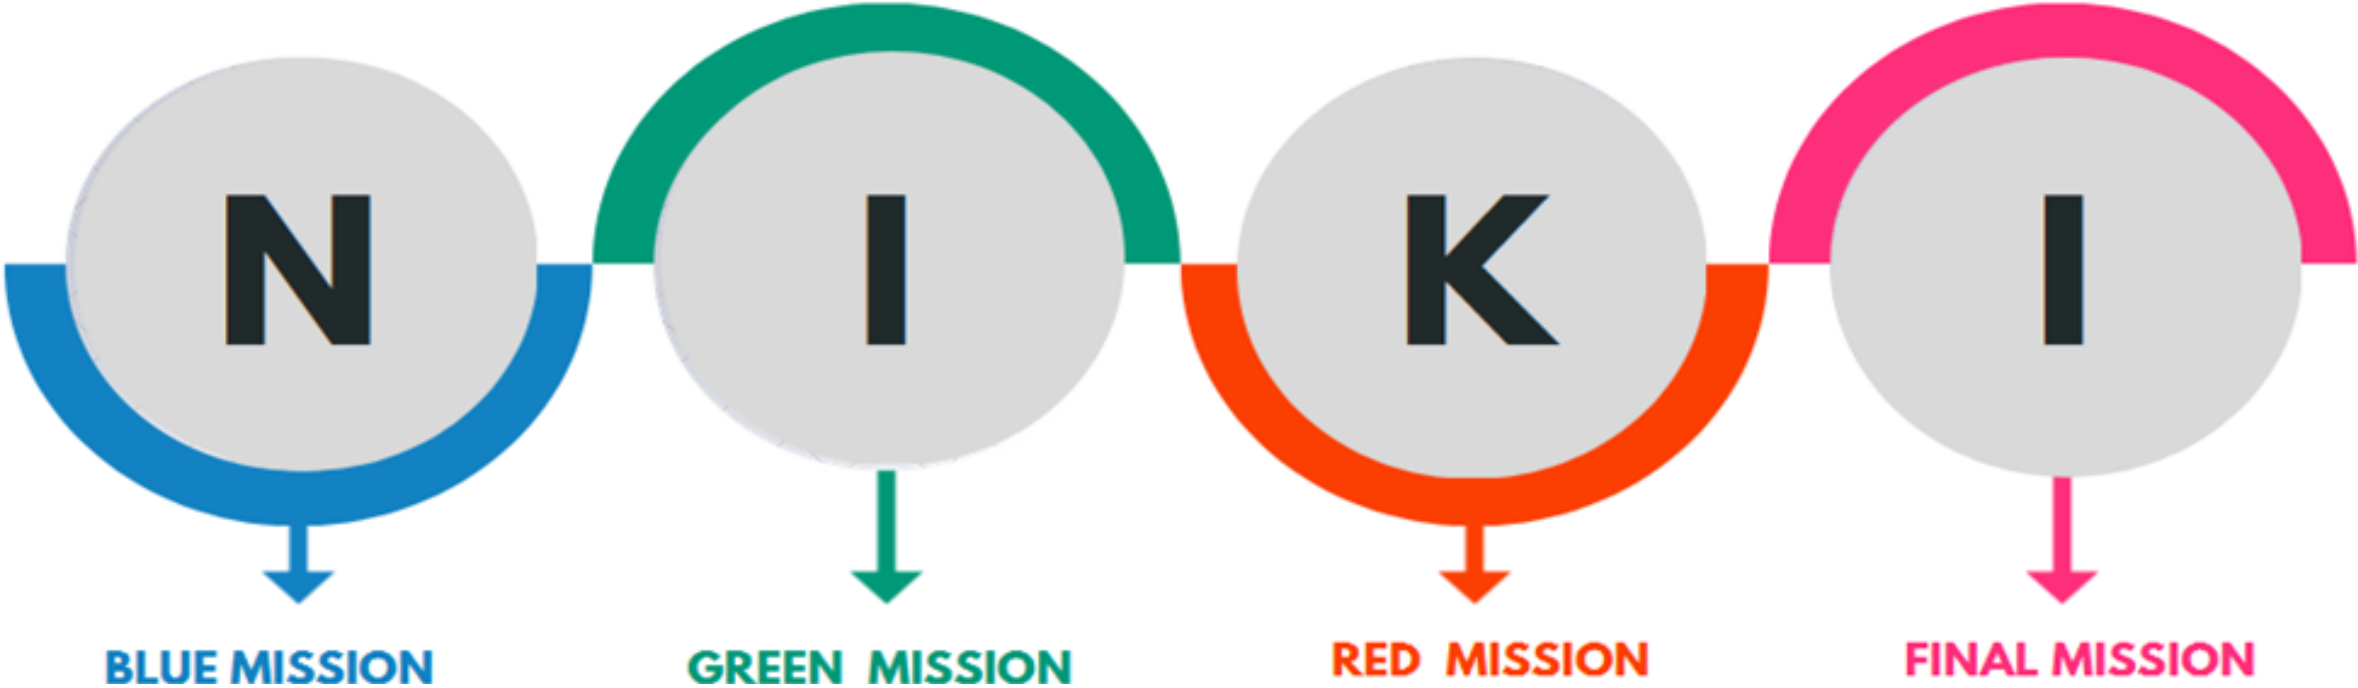 N I K I
BLUE MISSION GREEN MISSION RED MISSION FINAL MISSION